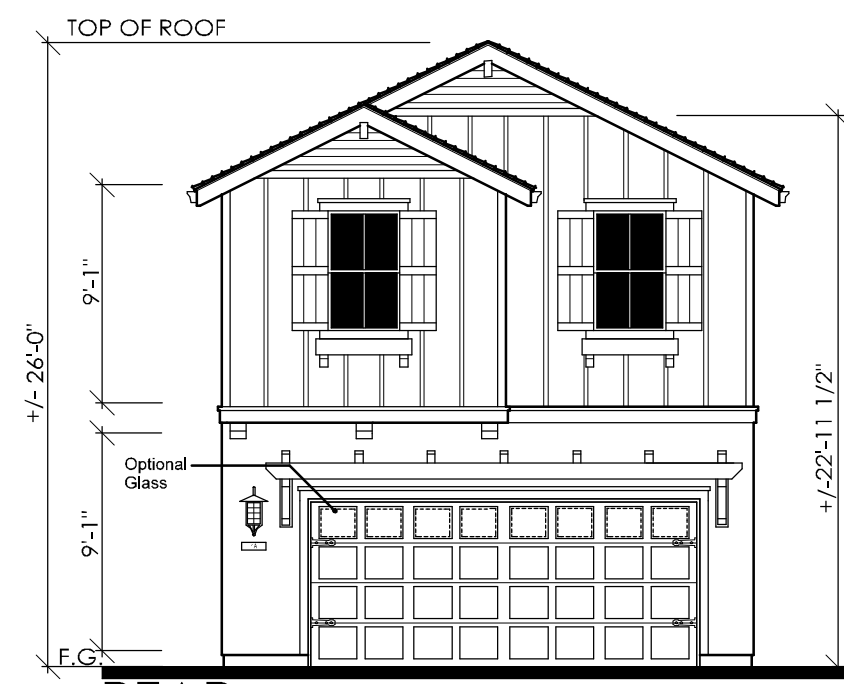 TOP OF ROOF
9'-1"
+/- 26'-0"
+/-22'-11 1/2"
Optional
Glass
9'-1"
F.G.